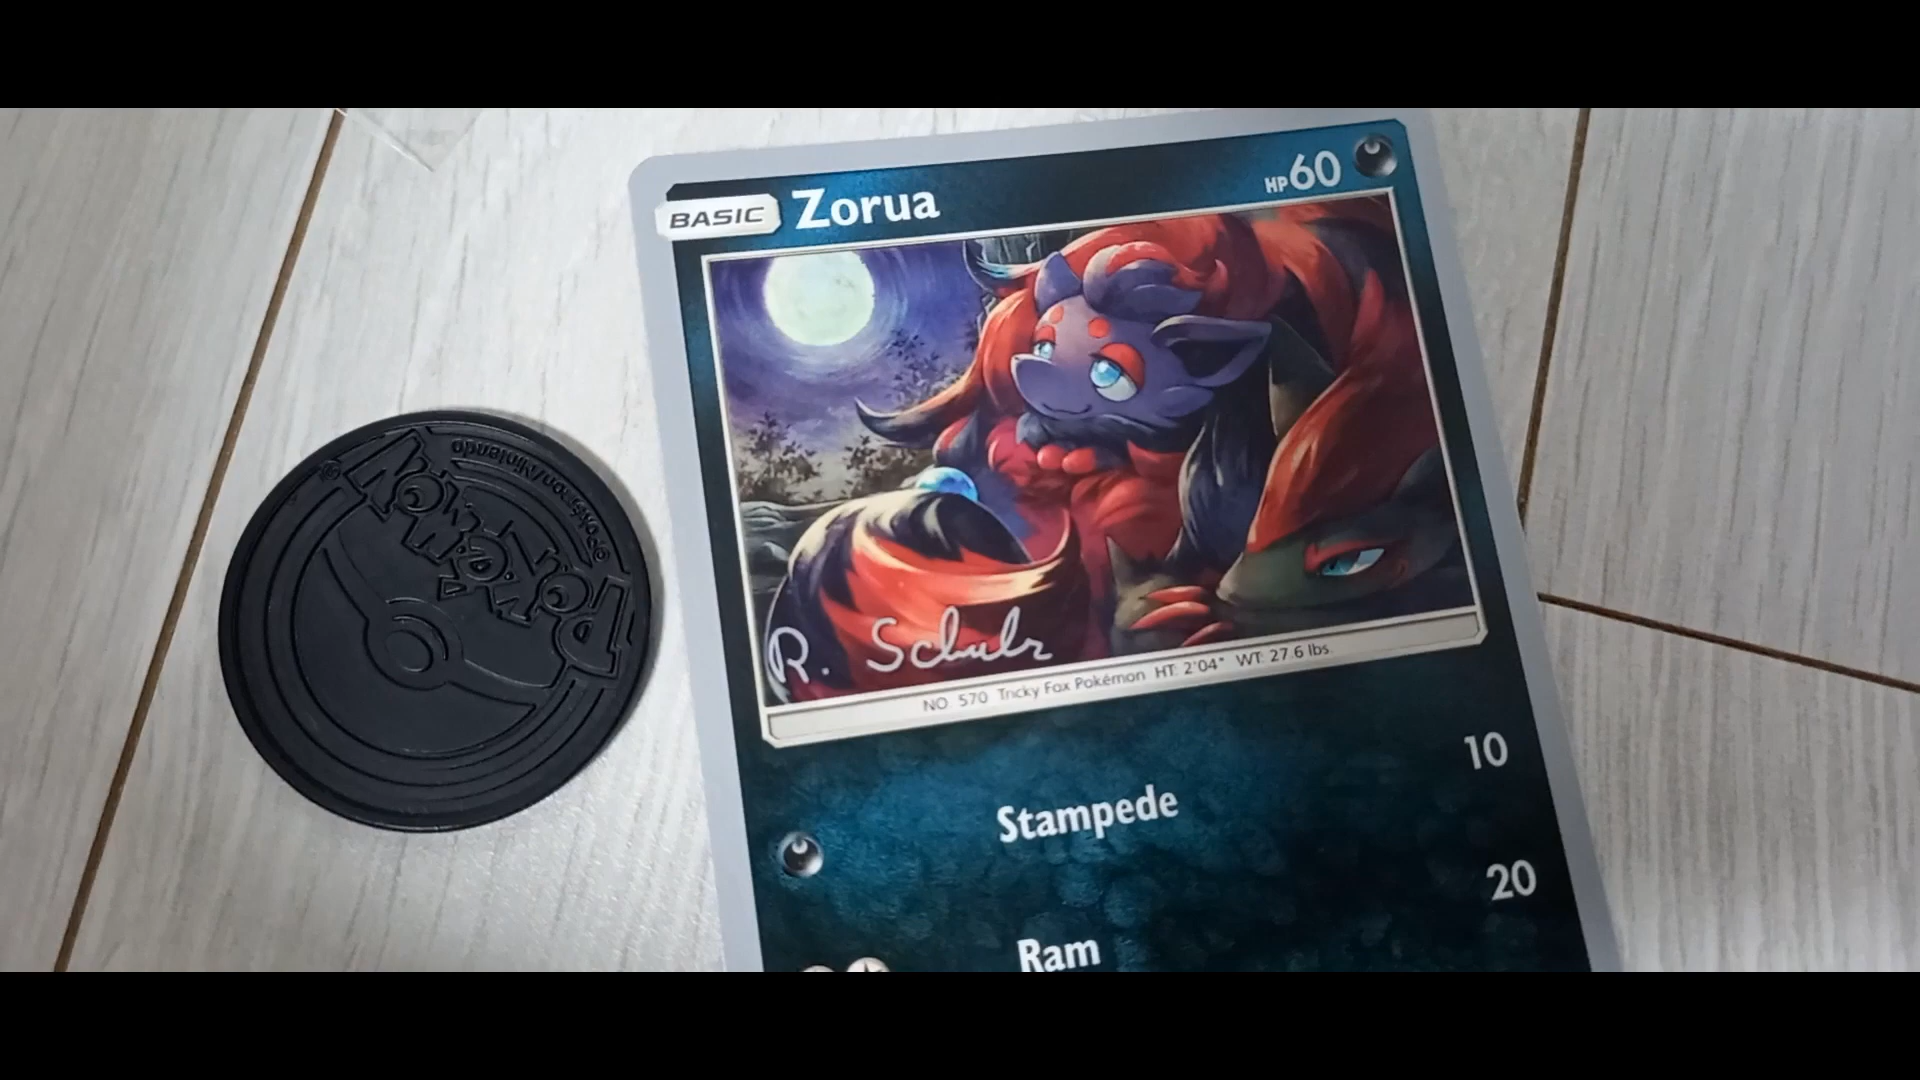 BASIC Zorua HP60
R. Schulz
NO. 570 Tricky Fox Pokémon HT: 2'04" WT: 27.6 lbs.
Stampede 10
Ram 20
Pokémon
©Pokémon/Nintendo